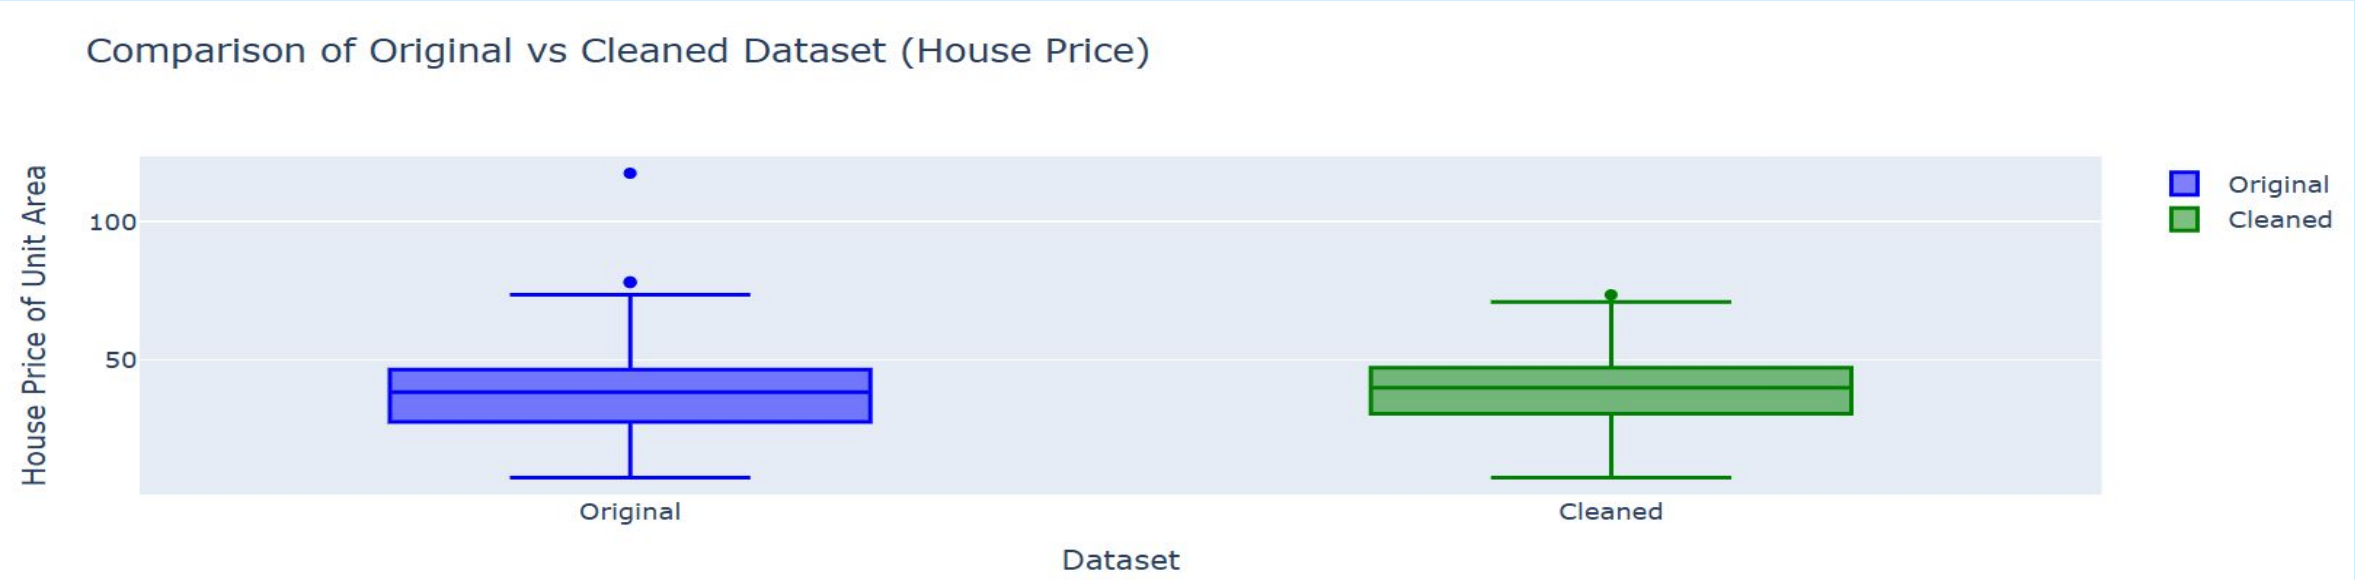 Comparison of Original vs Cleaned Dataset (House Price)
House Price of Unit Area
100
50
Original
Cleaned
Dataset
Original
Cleaned